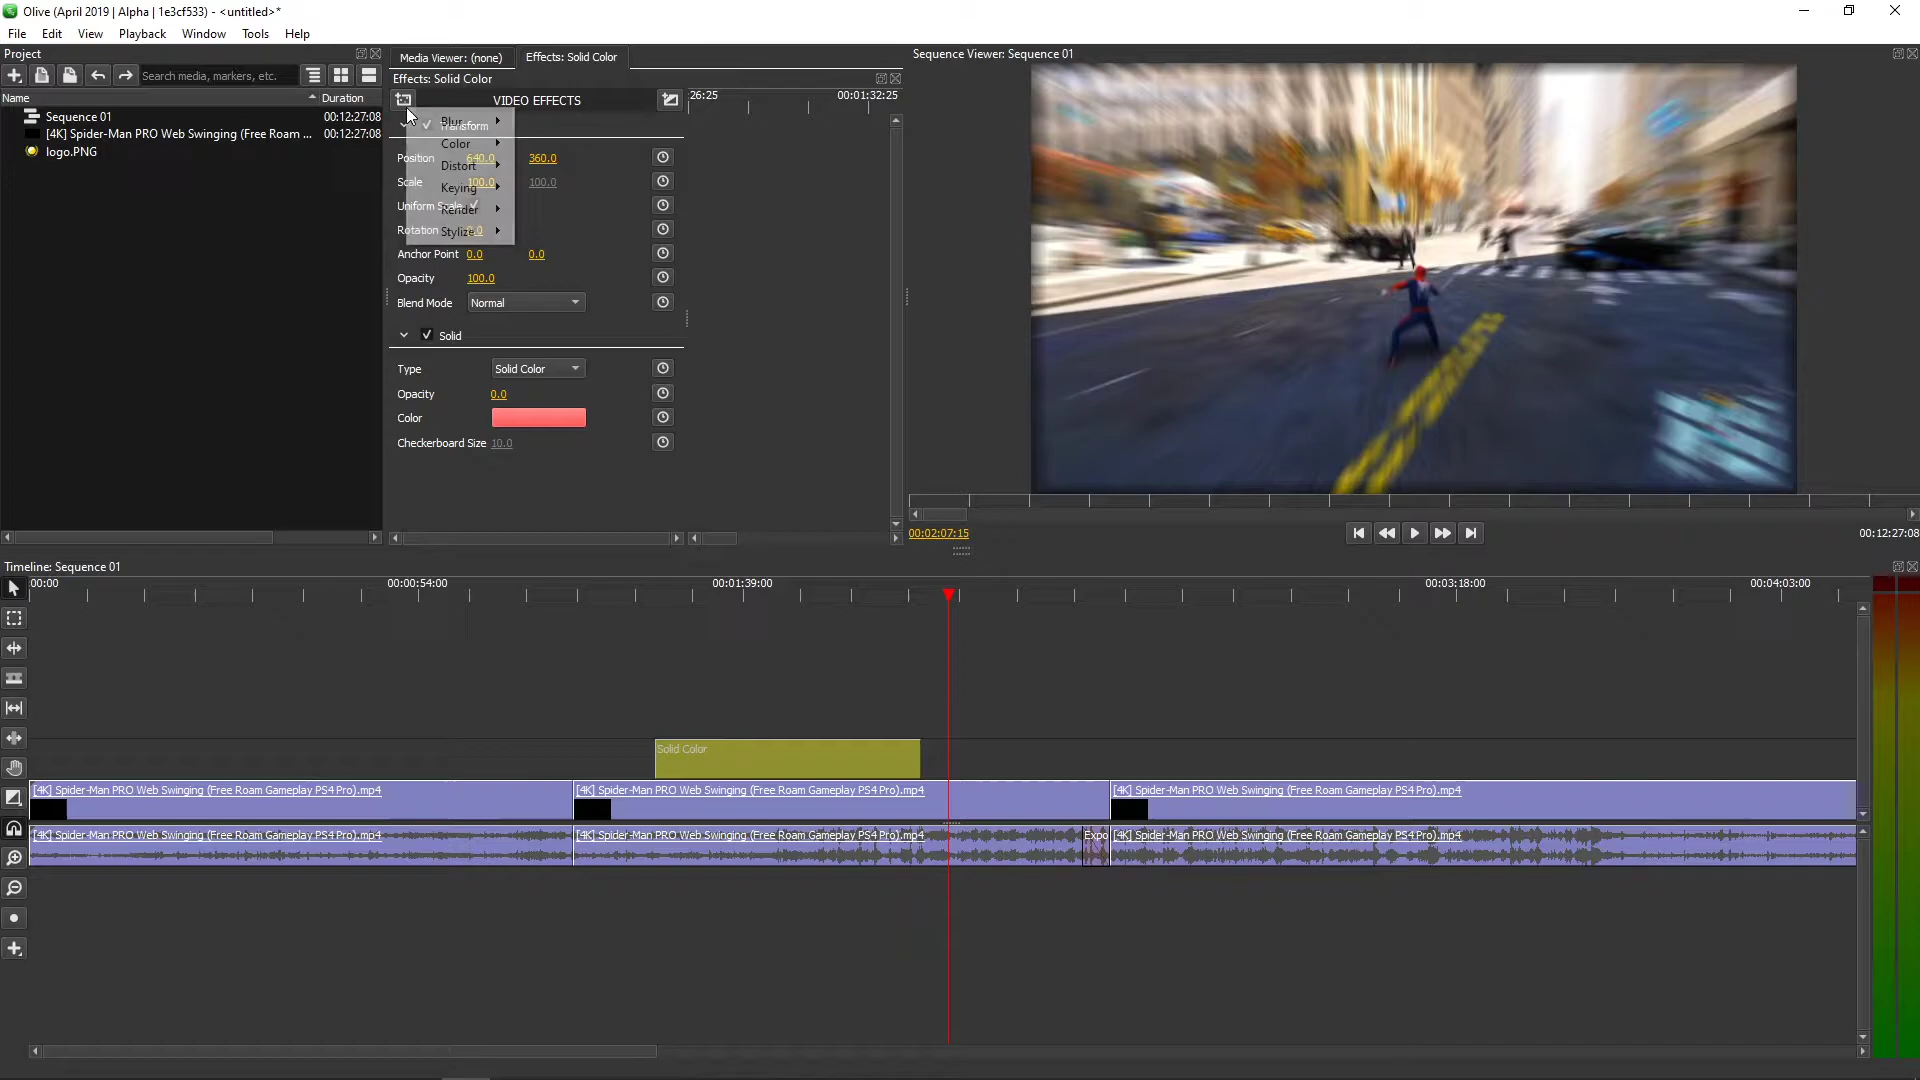 Olive (April 2019 | Alpha | 1e3cf533) - <untitled>*
File Edit View Playback Window Tools Help
Project
Media Viewer: (none)
Effects: Solid Color
Sequence Viewer: Sequence 01
Search media, markers, etc.
Effects: Solid Color
Name Duration
VIDEO EFFECTS
26:25
00:01:32:25
Sequence 01 00:12:27:08
[4K] Spider-Man PRO Web Swinging (Free Roam ... 00:12:27:08
logo.PNG
Blur
Transform
Color
Position 640.0 360.0
Distort
Scale 100.0 100.0
Keying
Uniform Scale
Render
Rotation
Stylize
Anchor Point 0.0 0.0
Opacity 100.0
Blend Mode Normal
Solid
Type Solid Color
Opacity 0.0
Color
Checkerboard Size 10.0
00:02:07:15
00:12:27:08
Timeline: Sequence 01
00:00
00:00:54:00
00:01:39:00
00:03:18:00
00:04:03:00
Solid Color
[4K] Spider-Man PRO Web Swinging (Free Roam Gameplay PS4 Pro).mp4
[4K] Spider-Man PRO Web Swinging (Free Roam Gameplay PS4 Pro).mp4
[4K] Spider-Man PRO Web Swinging (Free Roam Gameplay PS4 Pro).mp4
[4K] Spider-Man PRO Web Swinging (Free Roam Gameplay PS4 Pro).mp4
[4K] Spider-Man PRO Web Swinging (Free Roam Gameplay PS4 Pro).mp4
Expo
[4K] Spider-Man PRO Web Swinging (Free Roam Gameplay PS4 Pro).mp4